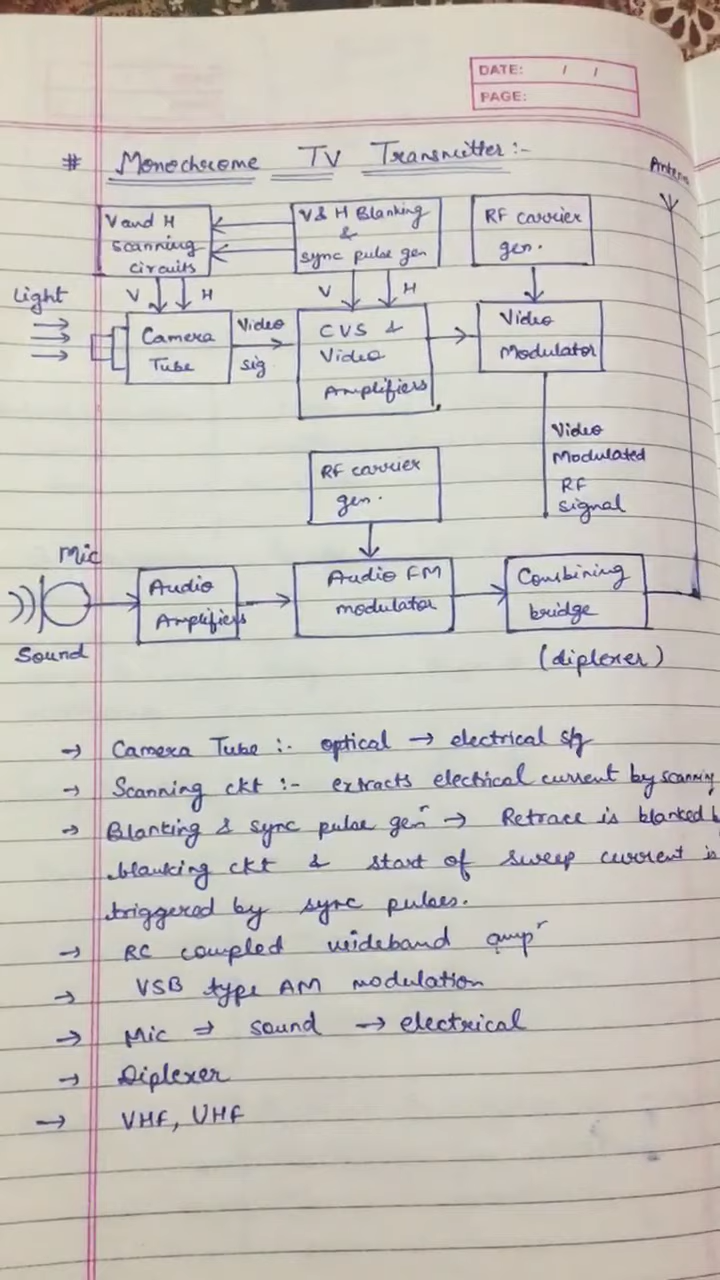 DATE: / /
PAGE:
# Monochrome TV Transmitter :-
Antenna
V and H
scanning
circuits
V & H Blanking
&
sync pulse gen
RF carrier
gen.
V H
V H
Light
Camera
Tube
Video
sig
CVS &
Video
Amplifiers
Video
Modulator
Video
Modulated
RF
signal
RF carrier
gen.
Mic
Sound
Audio
Amplifiers
Audio FM
modulator
Combining
bridge
(diplexer)
→ Camera Tube :- optical → electrical sig
→ Scanning ckt :- extracts electrical current by scanning
→ Blanking & sync pulse genr → Retrace is blanked
blanking ckt & start of sweep current is
triggered by sync pulses.
→ RC coupled wideband ampr
→ VSB type AM modulation
→ Mic → sound → electrical
→ Diplexer
→ VHF, UHF